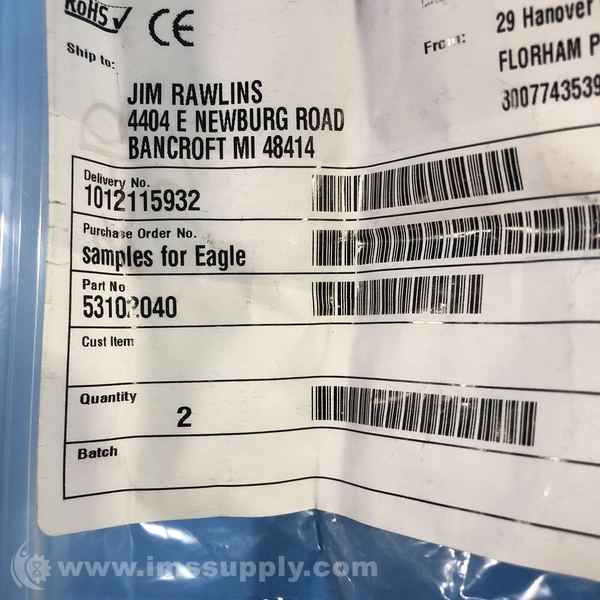 RoHS CE
29 Hanover
From: FLORHAM P
8007743539
Ship to:
JIM RAWLINS
4404 E NEWBURG ROAD
BANCROFT MI 48414
Delivery No.
1012115932
Purchase Order No.
samples for Eagle
Part No
53102040
Cust Item
Quantity
2
Batch
www.imssupply.com